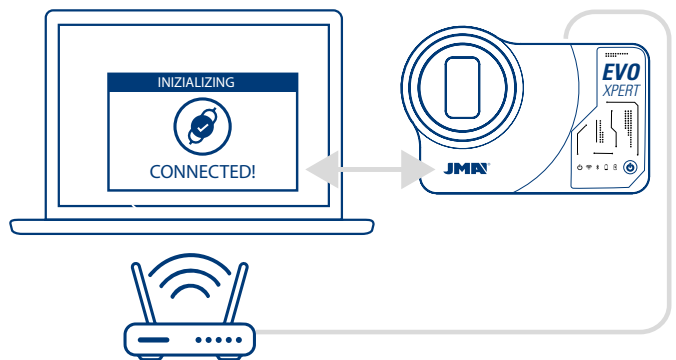 INIZIALIZING
CONNECTED!
EVO
XPERT
JMA